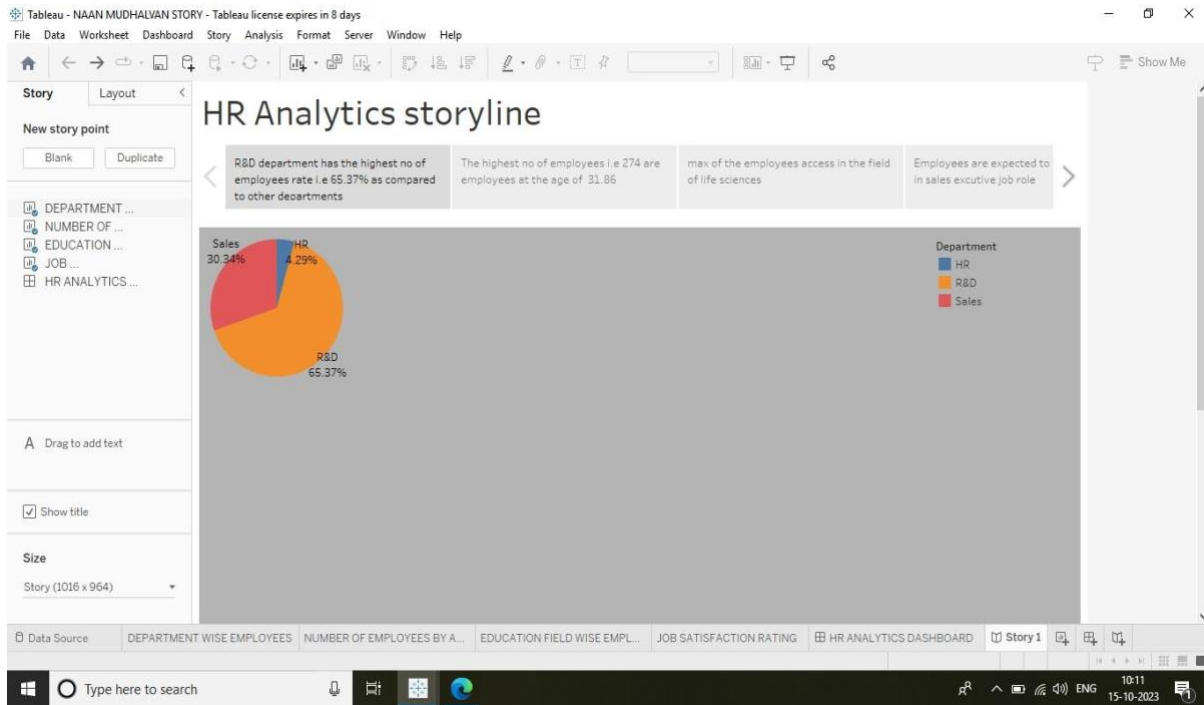 Tableau - NAAN MUDHALVAN STORY - Tableau license expires in 8 days
File Data Worksheet Dashboard Story Analysis Format Server Window Help
Show Me
Story Layout
New story point
Blank Duplicate
DEPARTMENT ...
NUMBER OF ...
EDUCATION ...
JOB ...
HR ANALYTICS ...
A Drag to add text
Show title
Size
Story (1016 x 964)
HR Analytics storyline
R&D department has the highest no of
employees rate i.e 65.37% as compared
to other departments
The highest no of employees i.e 274 are
employees at the age of 31.86
max of the employees access in the field
of life sciences
Employees are expected to
in sales excutive job role
Sales
30.34%
HR
4.29%
R&D
65.37%
Department
HR
R&D
Sales
Data Source DEPARTMENT WISE EMPLOYEES NUMBER OF EMPLOYEES BY A... EDUCATION FIELD WISE EMPL... JOB SATISFACTION RATING HR ANALYTICS DASHBOARD Story 1
Type here to search
ENG
10:11
15-10-2023
1